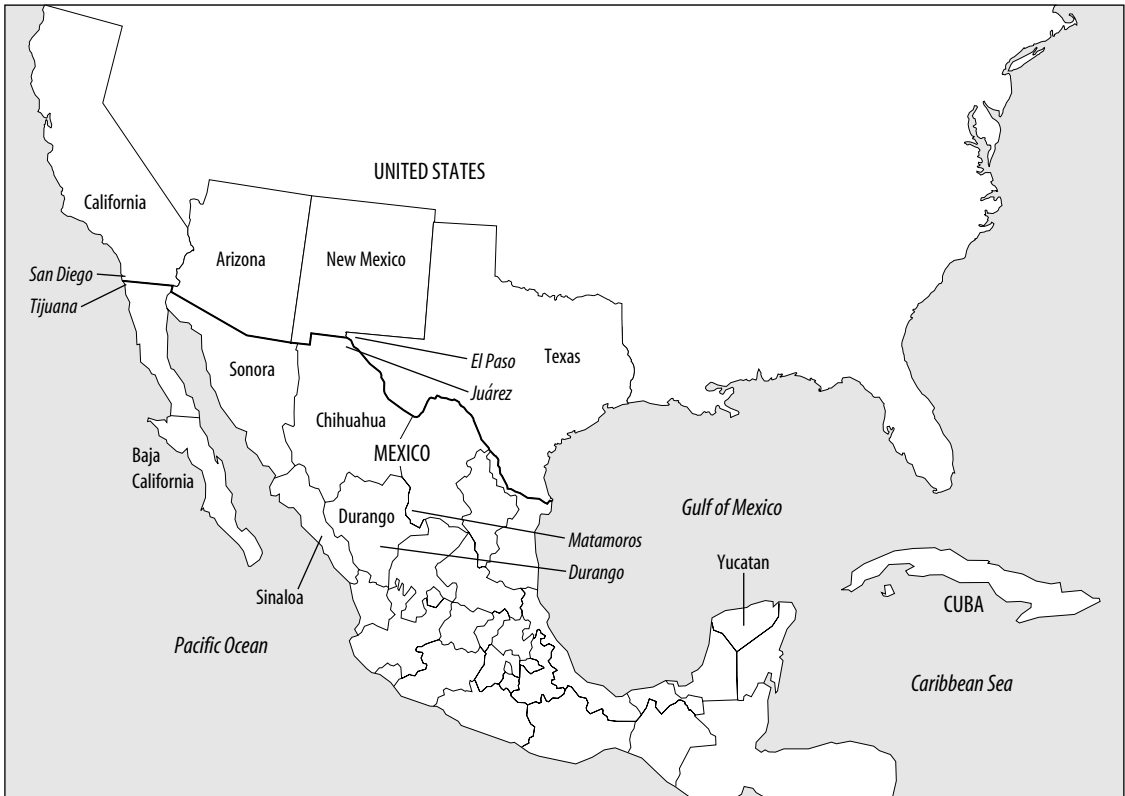 UNITED STATES
California
Arizona
New Mexico
San Diego
Tijuana
El Paso
Texas
Sonora
Juárez
Chihuahua
MEXICO
Baja
California
Gulf of Mexico
Durango
Matamoros
Durango
Yucatan
Sinaloa
CUBA
Pacific Ocean
Caribbean Sea